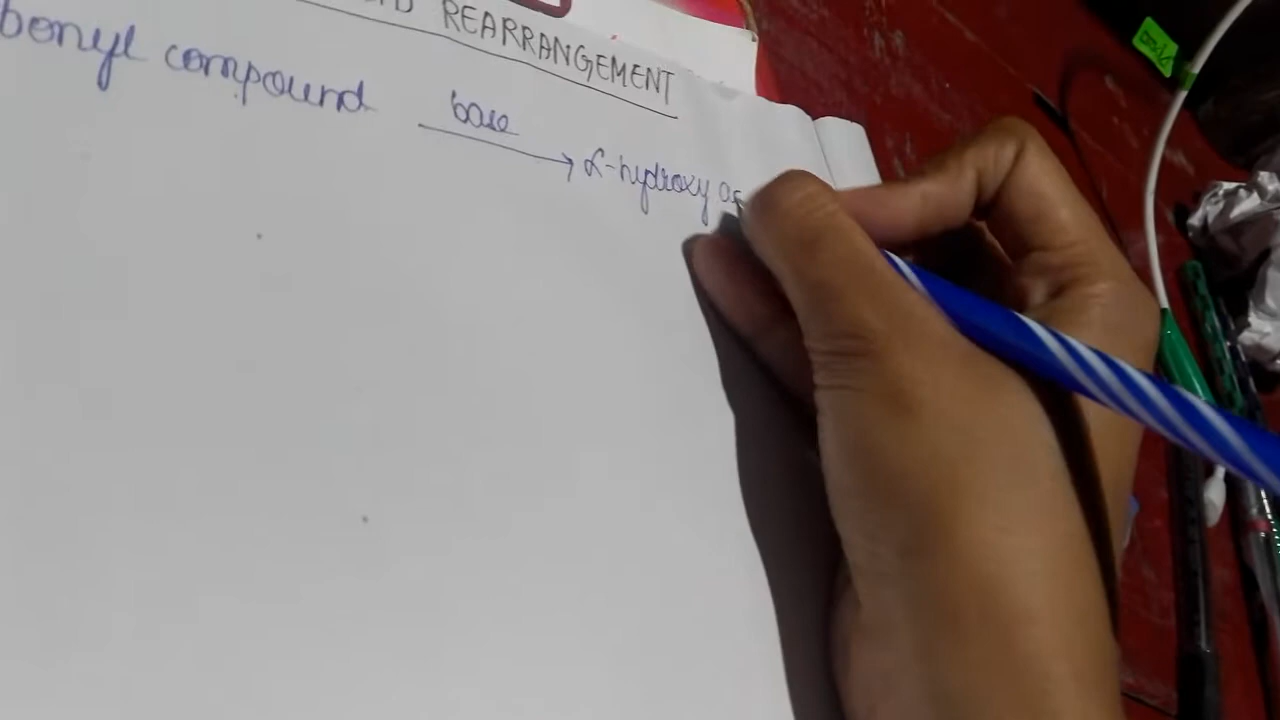 REARRANGEMENT
bonyl compound base → α-hydroxy